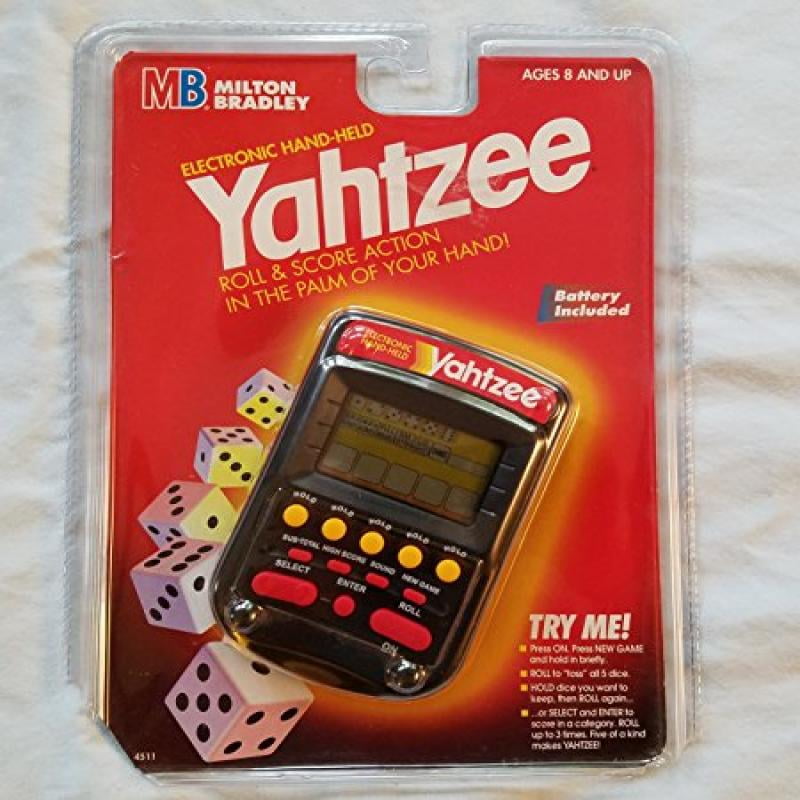 MB MILTON
BRADLEY
AGES 8 AND UP
ELECTRONIC HAND-HELD
Yahtzee
ROLL & SCORE ACTION
IN THE PALM OF YOUR HAND!
Battery
Included
ELECTRONIC
HAND-HELD
Yahtzee
HOLD HOLD HOLD HOLD HOLD
SUB-TOTAL HIGH SCORE SOUND NEW GAME
SELECT ENTER ROLL
ON
TRY ME!
Press ON. Press NEW GAME
and hold in briefly.
ROLL to "toss" all 5 dice.
HOLD dice you want to
keep, then ROLL again...
...or SELECT and ENTER to
score in a category. ROLL
up to 3 times. Five of a kind
makes YAHTZEE!
4511